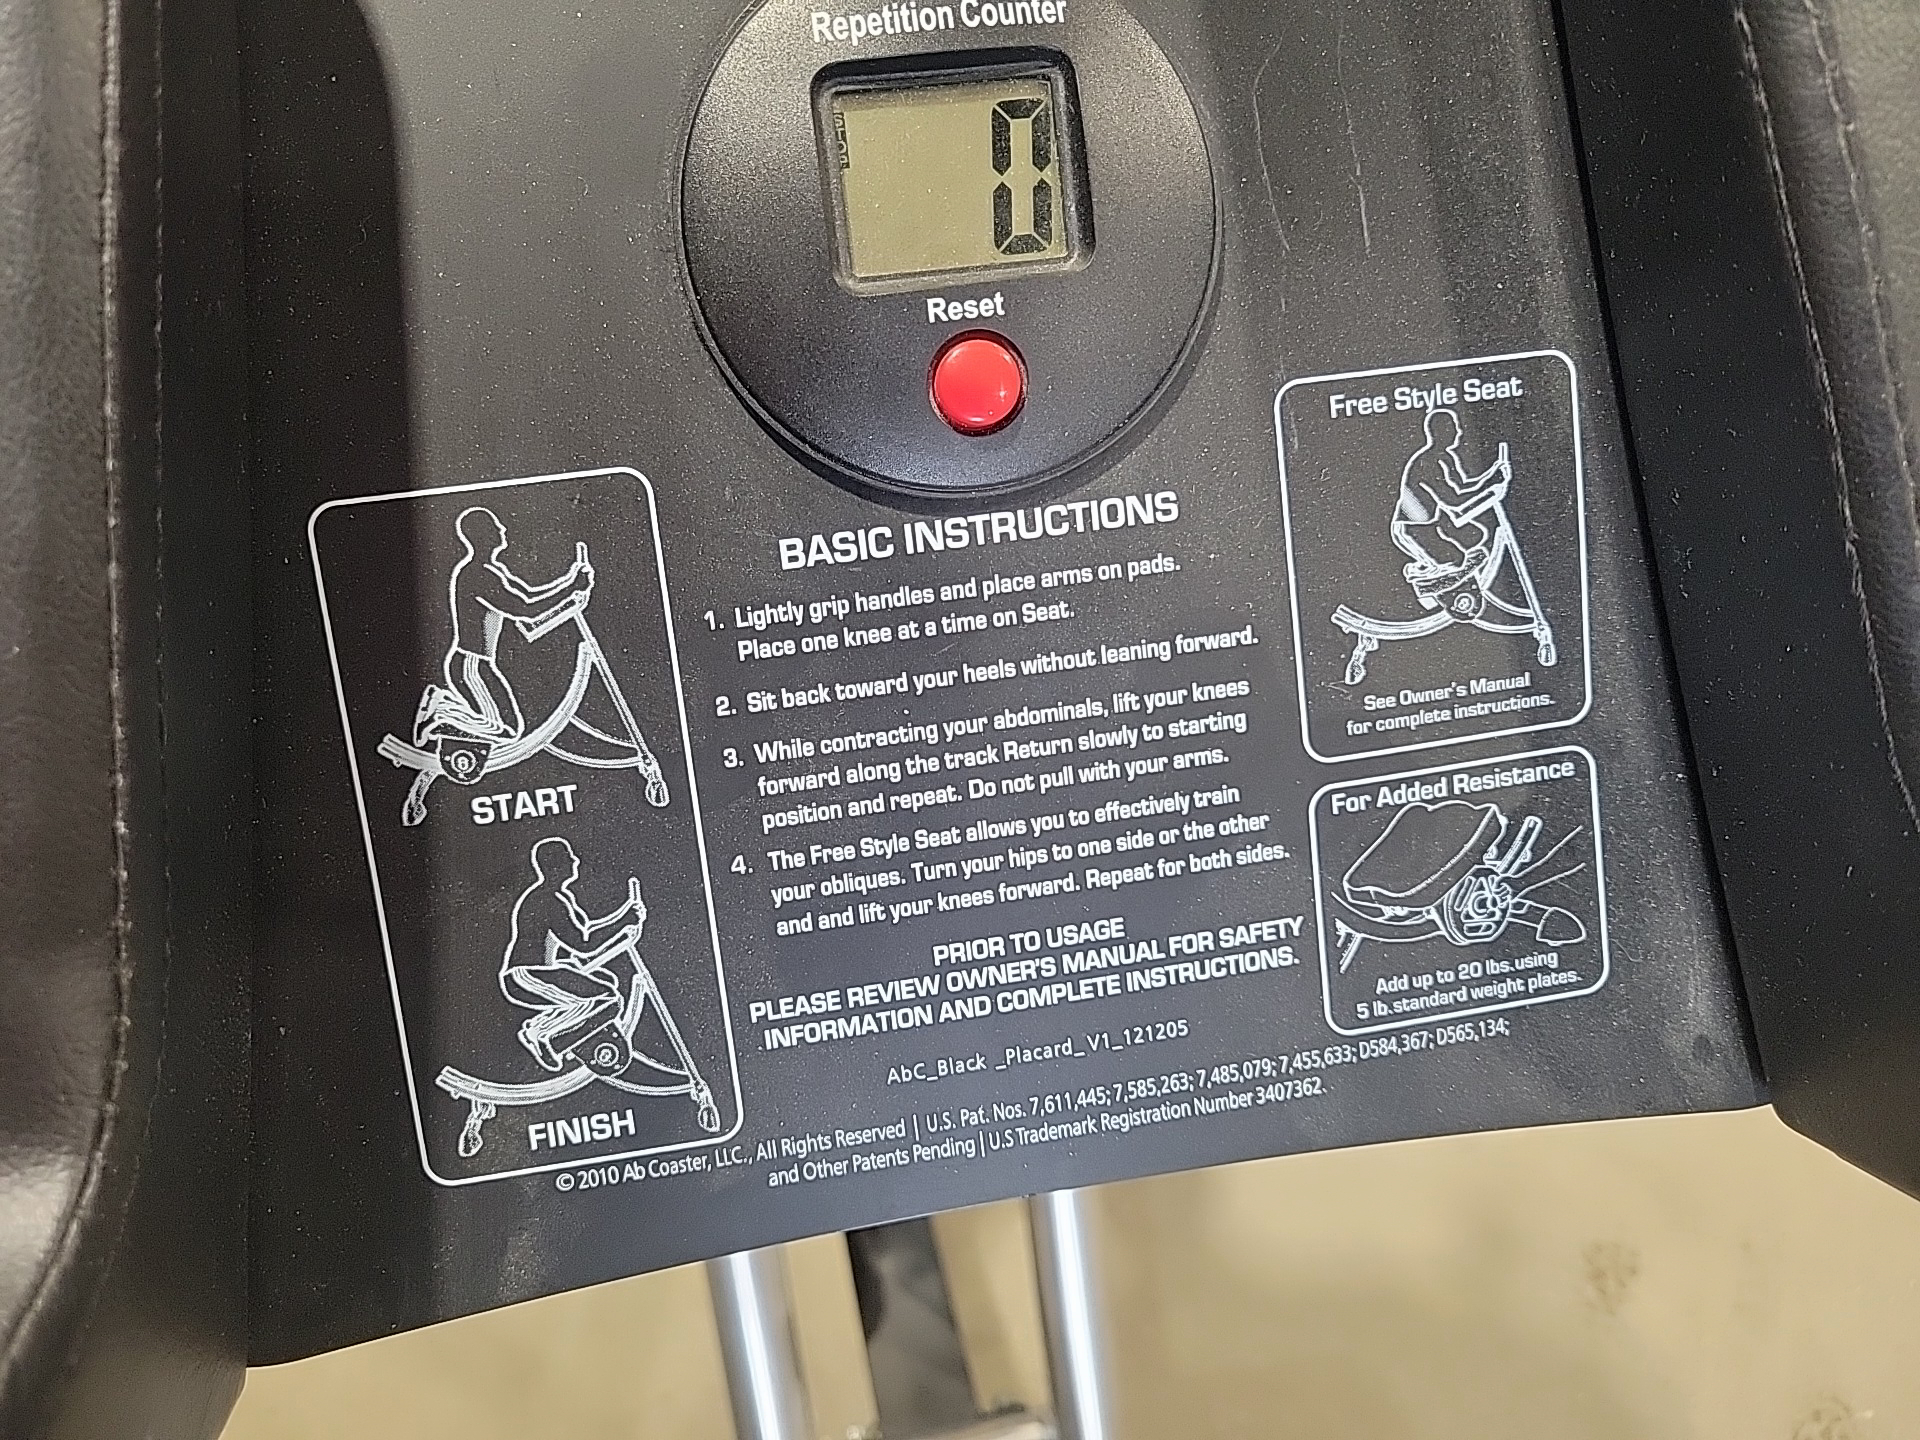 Repetition Counter
0
Reset
START
FINISH
BASIC INSTRUCTIONS
1. Lightly grip handles and place arms on pads.
Place one knee at a time on Seat.
2. Sit back toward your heels without leaning forward.
3. While contracting your abdominals, lift your knees
forward along the track Return slowly to starting
position and repeat. Do not pull with your arms.
4. The Free Style Seat allows you to effectively train
your obliques. Turn your hips to one side or the other
and and lift your knees forward. Repeat for both sides.
PRIOR TO USAGE
PLEASE REVIEW OWNER'S MANUAL FOR SAFETY
INFORMATION AND COMPLETE INSTRUCTIONS.
AbC_Black _Placard_V1_121205
© 2010 Ab Coaster, LLC., All Rights Reserved | U.S. Pat. Nos. 7,611,445; 7,585,263; 7,485,079; 7,455,633; D584,367; D565,134;
and Other Patents Pending | U.S Trademark Registration Number 3407362.
Free Style Seat
See Owner's Manual
for complete instructions.
For Added Resistance
Add up to 20 lbs.using
5 lb.standard weight plates.